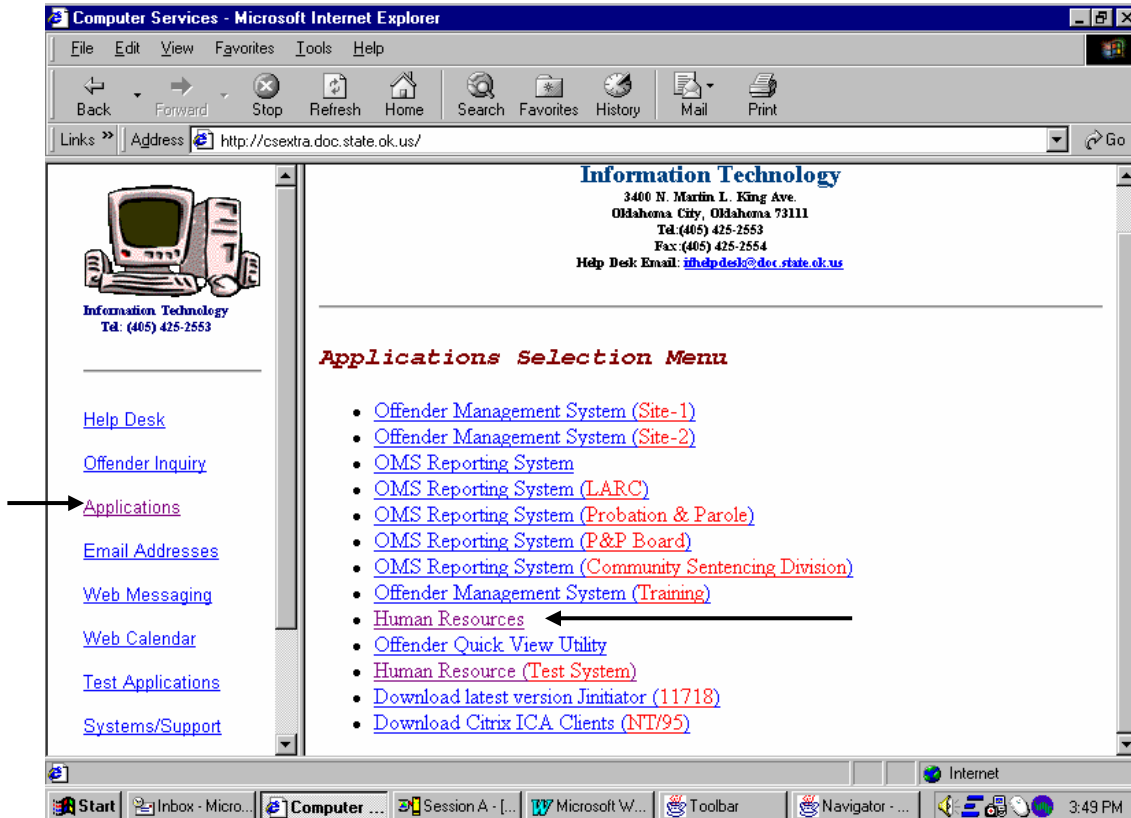 Computer Services - Microsoft Internet Explorer
File Edit View Favorites Tools Help
Back Forward Stop Refresh Home Search Favorites History Mail Print
Links » Address http://csextra.doc.state.ok.us/ Go
Information Technology
Tel: (405) 425-2553
Help Desk
Offender Inquiry
Applications
Email Addresses
Web Messaging
Web Calendar
Test Applications
Systems/Support
Information Technology
3400 N. Martin L. King Ave.
Oklahoma City, Oklahoma 73111
Tel:(405) 425-2553
Fax:(405) 425-2554
Help Desk Email: ifhelpdesk@doc.state.ok.us
Applications Selection Menu
• Offender Management System (Site-1)
• Offender Management System (Site-2)
• OMS Reporting System
• OMS Reporting System (LARC)
• OMS Reporting System (Probation & Parole)
• OMS Reporting System (P&P Board)
• OMS Reporting System (Community Sentencing Division)
• Offender Management System (Training)
• Human Resources
• Offender Quick View Utility
• Human Resource (Test System)
• Download latest version Jinitiator (11718)
• Download Citrix ICA Clients (NT/95)
Internet
Start Inbox - Micro... Computer ... Session A - [... Microsoft W... Toolbar Navigator - ... 3:49 PM